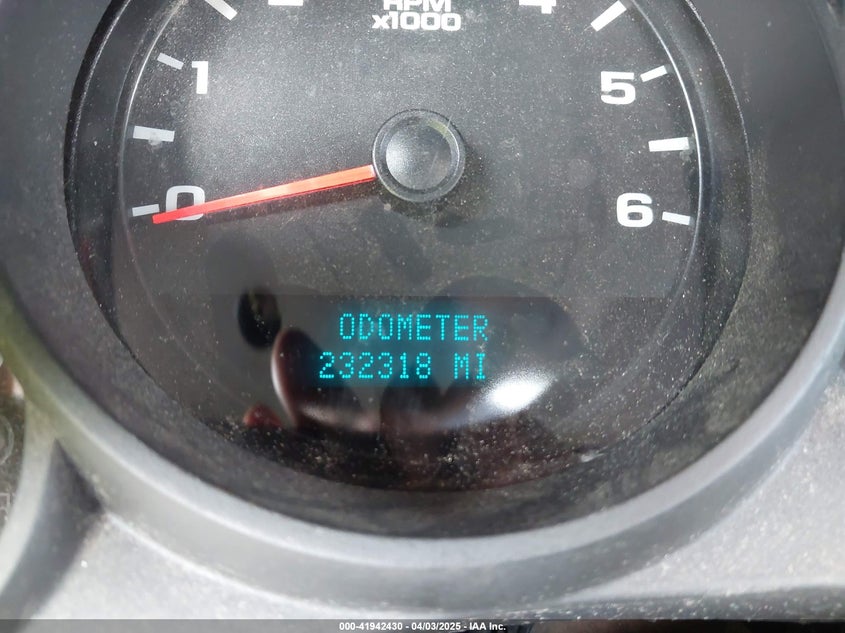 RPM
x1000
1
0
4
5
6
ODOMETER
232318 MI
000-41942430 - 04/03/2025 - IAA Inc.